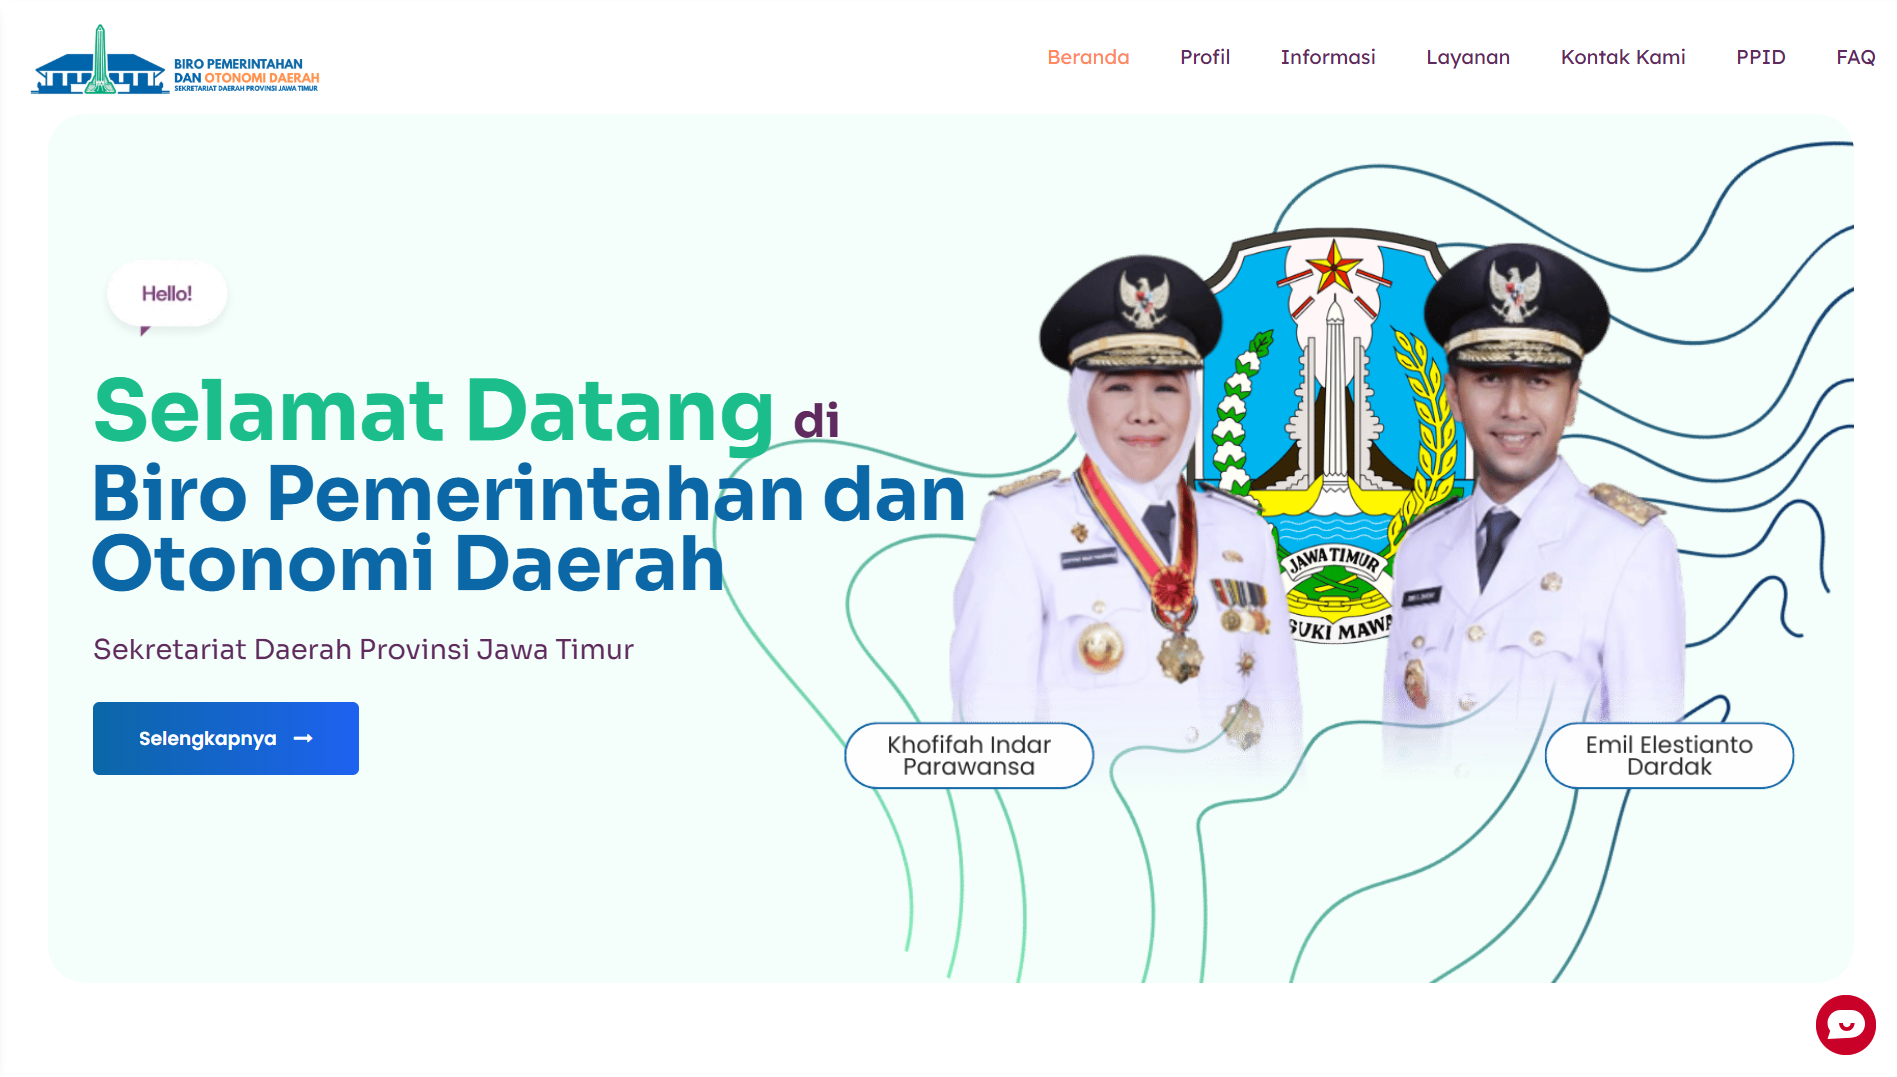 BIRO PEMERINTAHAN
DAN OTONOMI DAERAH
SEKRETARIAT DAERAH PROVINSI JAWA TIMUR
Beranda
Profil
Informasi
Layanan
Kontak Kami
PPID
FAQ
Hello!
Selamat Datang di
Biro Pemerintahan dan
Otonomi Daerah
Sekretariat Daerah Provinsi Jawa Timur
Selengkapnya
JAWA TIMUR
Khofifah Indar
Parawansa
Emil Elestianto
Dardak